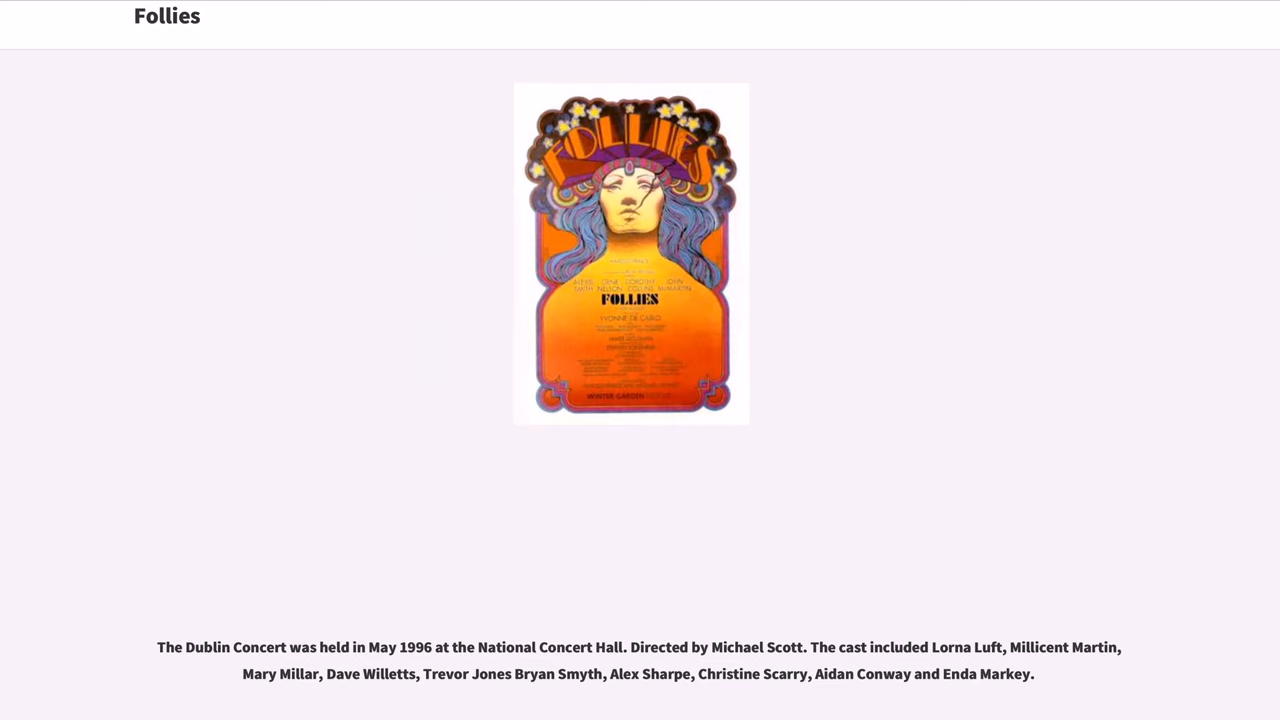 Follies
FOLLIES
ALEXIS GENE DOROTHY JOHN
SMITH NELSON COLLINS McMARTIN
FOLLIES
YVONNE DE CARLO
WINTER GARDEN
The Dublin Concert was held in May 1996 at the National Concert Hall. Directed by Michael Scott. The cast included Lorna Luft, Millicent Martin,
Mary Millar, Dave Willetts, Trevor Jones Bryan Smyth, Alex Sharpe, Christine Scarry, Aidan Conway and Enda Markey.